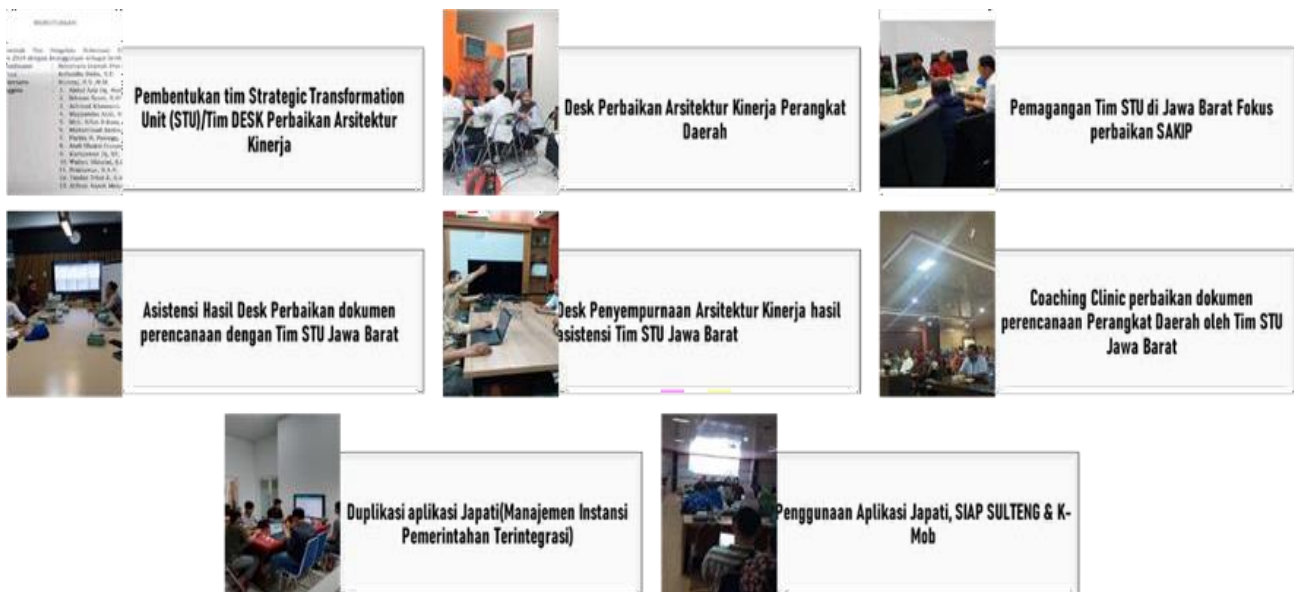 Pembentukan tim Strategic Transformation
Unit (STU)/Tim DESK Perbaikan Arsitektur
Kinerja
Desk Perbaikan Arsitektur Kinerja Perangkat
Daerah
Pemagangan Tim STU di Jawa Barat Fokus
perbaikan SAKIP
Asistensi Hasil Desk Perbaikan dokumen
perencanaan dengan Tim STU Jawa Barat
Desk Penyempurnaan Arsitektur Kinerja hasil
asistensi Tim STU Jawa Barat
Coaching Clinic perbaikan dokumen
perencanaan Perangkat Daerah oleh Tim STU
Jawa Barat
Duplikasi aplikasi Japati(Manajemen Instansi
Pemerintahan Terintegrasi)
Penggunaan Aplikasi Japati, SIAP SULTENG & K-
Mob